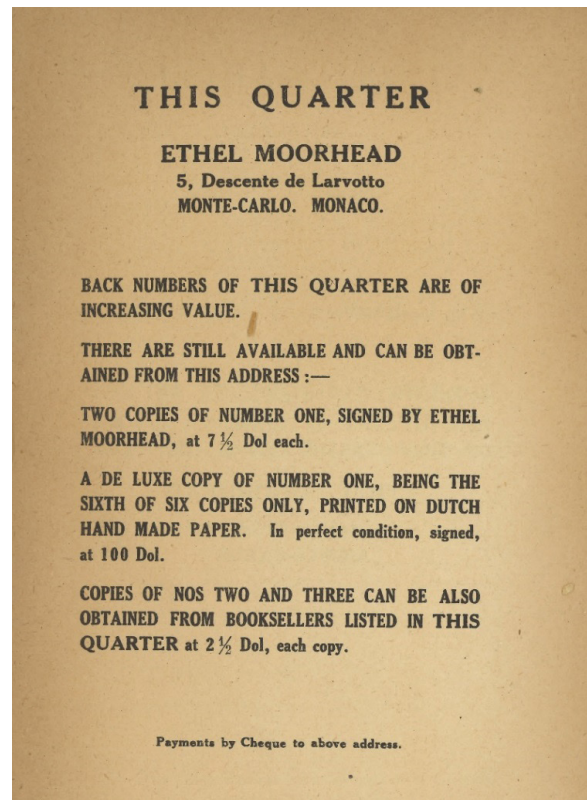 THIS QUARTER
ETHEL MOORHEAD
5, Descente de Larvotto
MONTE-CARLO. MONACO.
BACK NUMBERS OF THIS QUARTER ARE OF
INCREASING VALUE.
THERE ARE STILL AVAILABLE AND CAN BE OBT-
AINED FROM THIS ADDRESS :—
TWO COPIES OF NUMBER ONE, SIGNED BY ETHEL
MOORHEAD, at 7 ½ Dol each.
A DE LUXE COPY OF NUMBER ONE, BEING THE
SIXTH OF SIX COPIES ONLY, PRINTED ON DUTCH
HAND MADE PAPER. In perfect condition, signed,
at 100 Dol.
COPIES OF NOS TWO AND THREE CAN BE ALSO
OBTAINED FROM BOOKSELLERS LISTED IN THIS
QUARTER at 2 ½ Dol, each copy.
Payments by Cheque to above address.